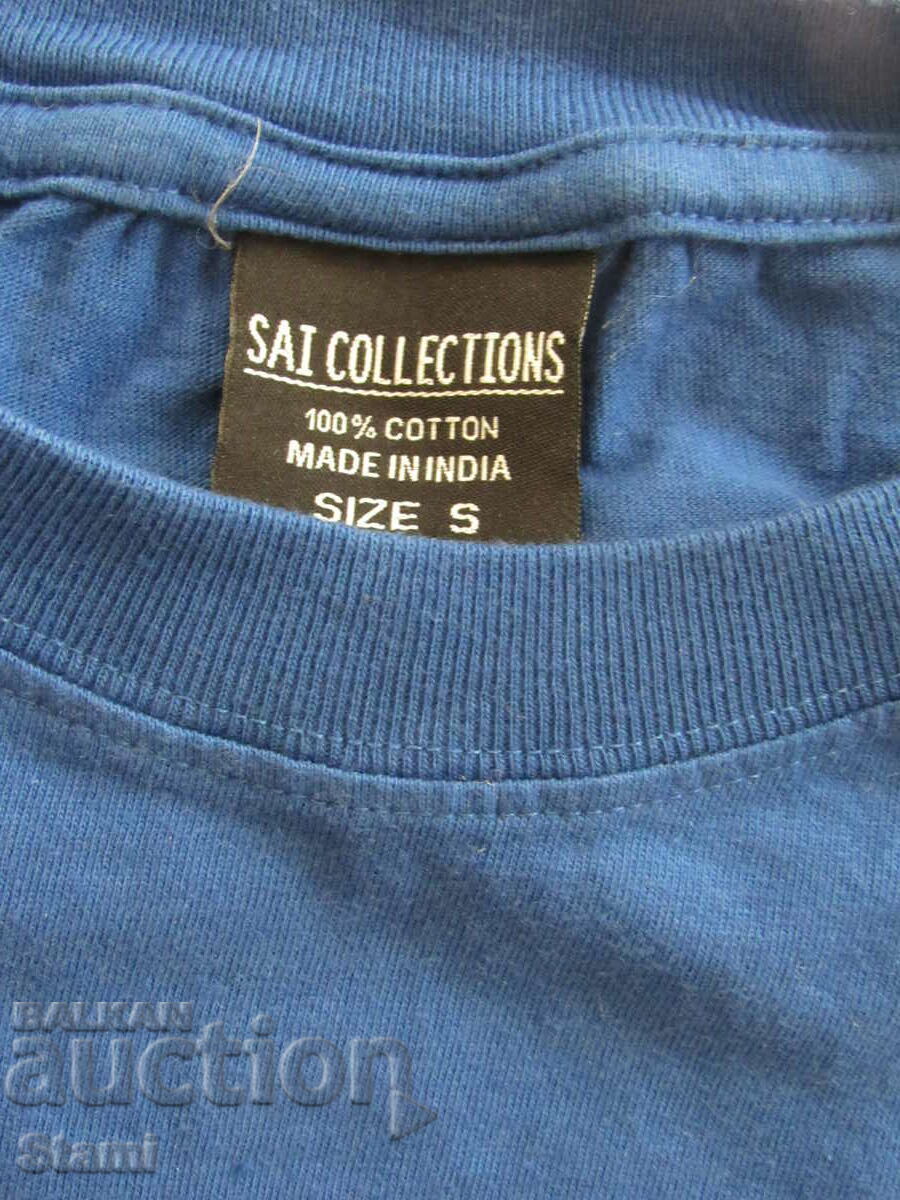 SAI COLLECTIONS
100% COTTON
MADE IN INDIA
SIZE S
BALKAN
auction
Stami